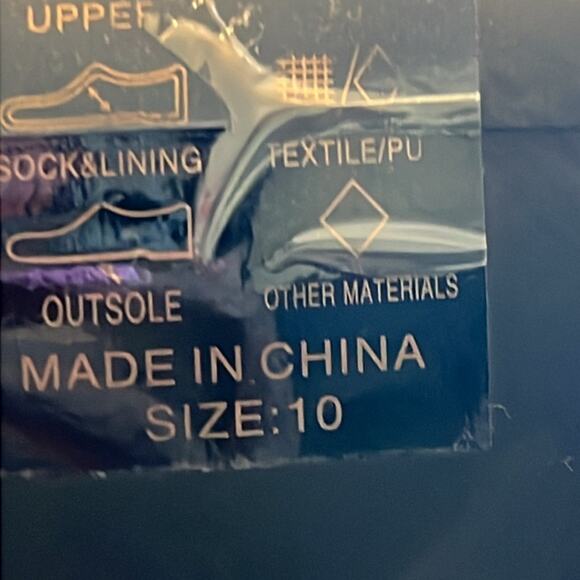 UPPER
SOCK&LINING
TEXTILE/PU
OUTSOLE
OTHER MATERIALS
MADE IN CHINA
SIZE:10